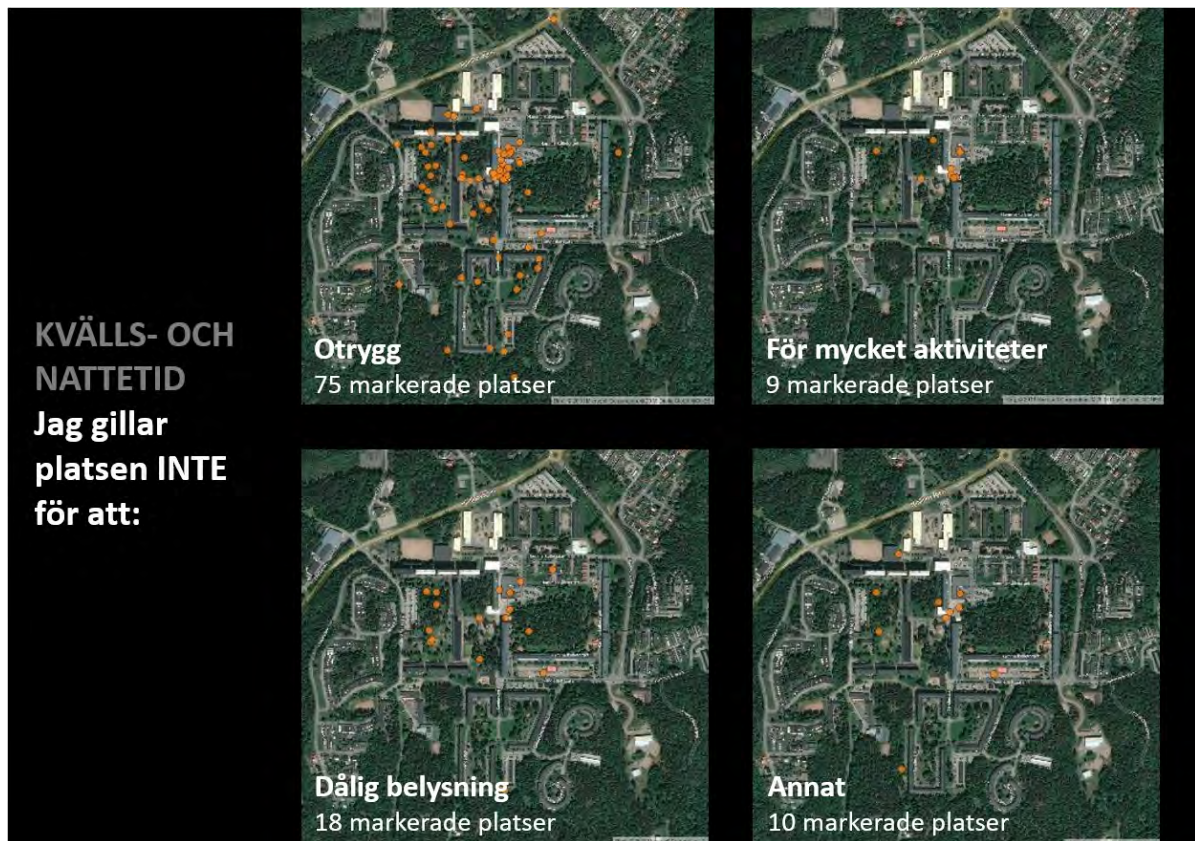 KVÄLLS- OCH
NATTETID
Jag gillar
platsen INTE
för att:
Otrygg
75 markerade platser
För mycket aktiviteter
9 markerade platser
Dålig belysning
18 markerade platser
Annat
10 markerade platser